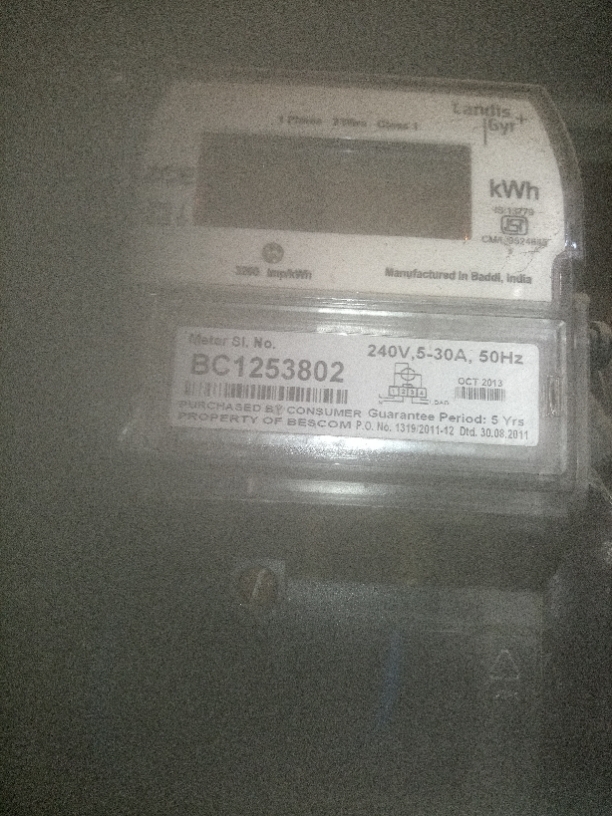 Landis
Gyr
+
1 Phase 2 Wire Class 1
kWh
IS:13779
3200 imp/kWh
Manufactured in Baddi, India
Meter Sl. No.
BC1253802
240V,5-30A, 50Hz
OCT 2013
PURCHASED BY CONSUMER
PROPERTY OF BESCOM
Guarantee Period: 5 Yrs
P.O. No. 1319/2011-12 Dtd. 30.08.2011